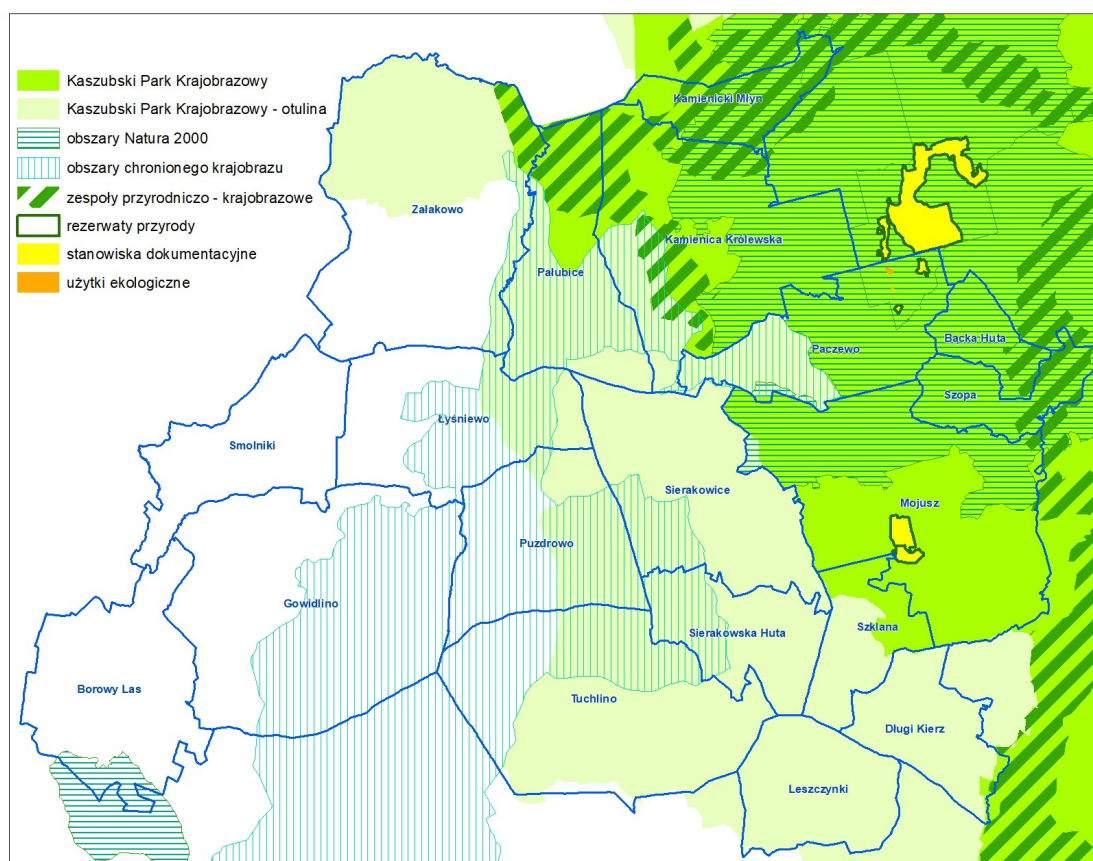 Kaszubski Park Krajobrazowy
Kaszubski Park Krajobrazowy - otulina
obszary Natura 2000
obszary chronionego krajobrazu
zespoły przyrodniczo - krajobrazowe
rezerwaty przyrody
stanowiska dokumentacyjne
użytki ekologiczne
Kamienicki Młyn
Załakowo
Kamienica Królewska
Pałubice
Bącka Huta
Paczewo
Szopa
Łyśniewo
Smolniki
Sierakowice
Mojusz
Puzdrowo
Gowidlino
Szklana
Sierakowska Huta
Borowy Las
Tuchlino
Długi Kierz
Leszczynki